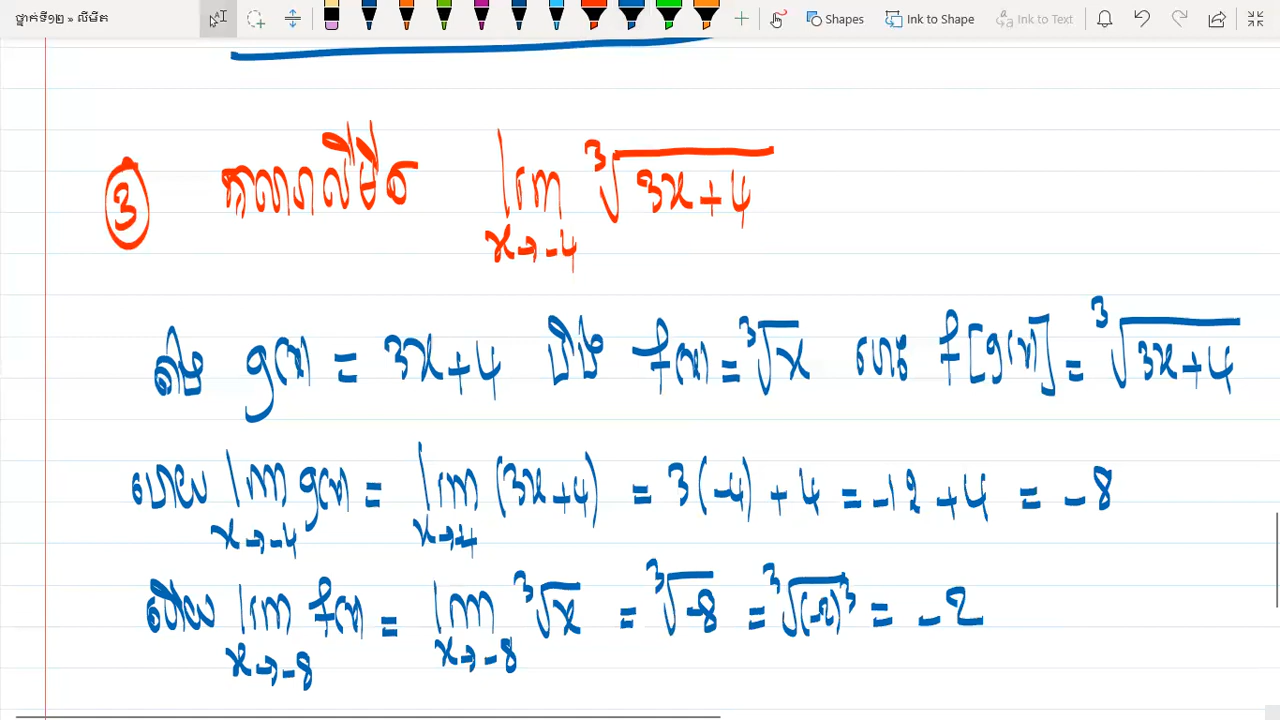 ថ្នាក់ទី១២ » លីមីត Shapes Ink to Shape Ink to Text
③ គណនាលីមីត lim ∛(3x+4)
x→-4
តាង g(x) = 3x+4 និង f(x) = ∛x នោះ f[g(x)] = ∛(3x+4)
ដោយ lim g(x) = lim (3x+4) = 3(-4) + 4 = -12 + 4 = -8
x→-4 x→-4
ហើយ lim f(x) = lim ∛x = ∛-8 = ∛(-2)³ = -2
x→-8 x→-8